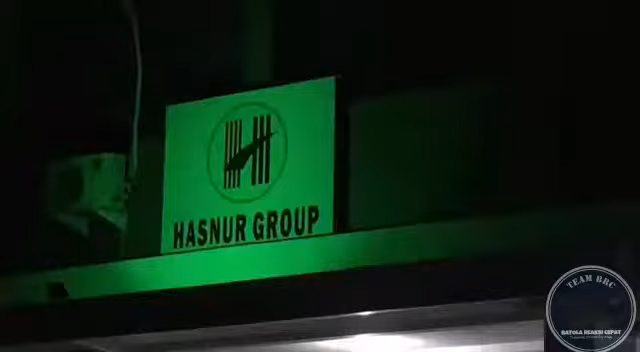 HASNUR GROUP
TEAM BRC
BATOLA REAKSI CEPAT